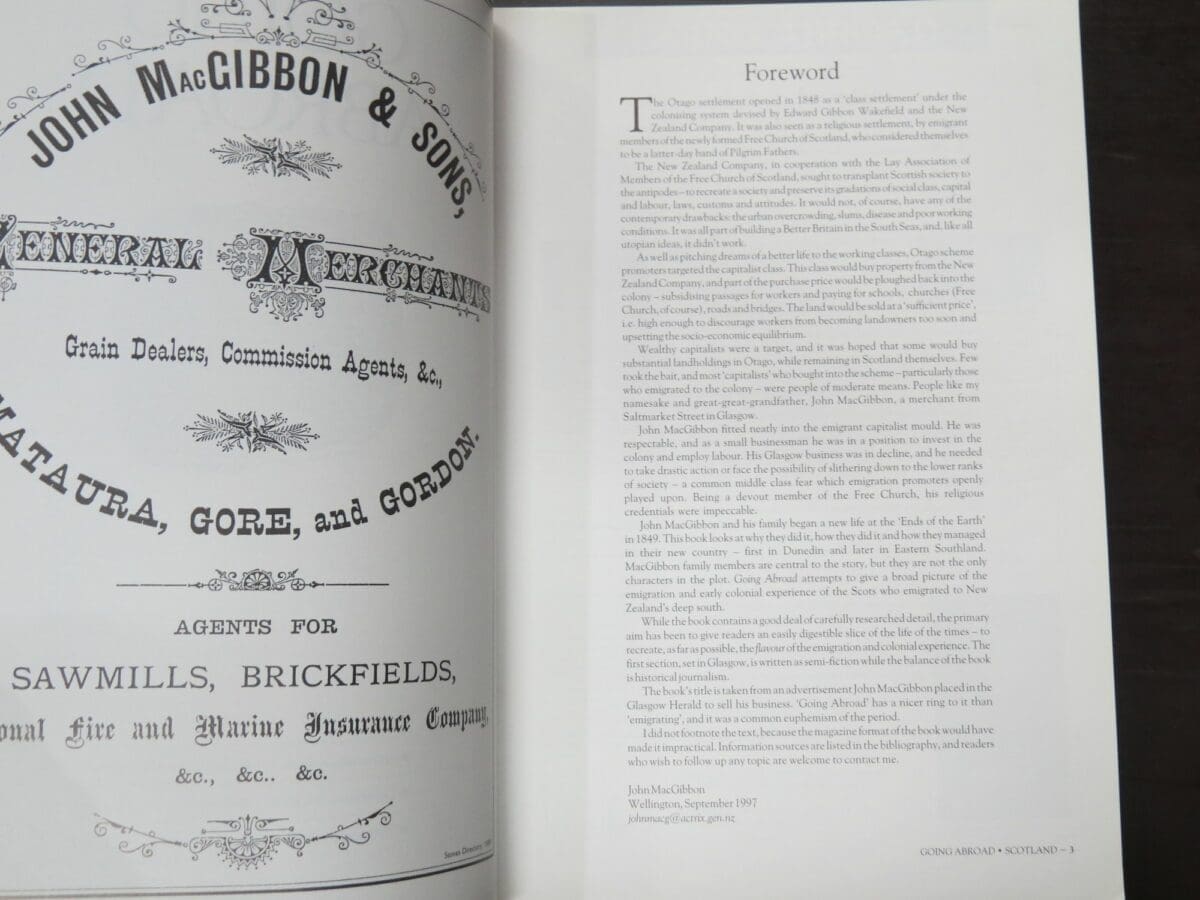 JOHN MacGIBBON & SONS,
GENERAL MERCHANTS
Grain Dealers, Commission Agents, &c.,
MATAURA, GORE, and GORDON.
AGENTS FOR
SAWMILLS, BRICKFIELDS,
Fire and Marine Insurance Company,
&c., &c.. &c.
Stones Directory,
Foreword
The Otago settlement opened in 1848 as a 'class settlement' under the
colonising system devised by Edward Gibbon Wakefield and the New
Zealand Company. It was also seen as a religious settlement, by emigrant
members of the newly formed Free Church of Scotland, who considered themselves
to be a latter-day band of Pilgrim Fathers.
The New Zealand Company, in cooperation with the Lay Association of
Members of the Free Church of Scotland, sought to transplant Scottish society to
the antipodes – to recreate a society and preserve its gradations of social class, capital
and labour, laws, customs and attitudes. It would not, of course, have any of the
contemporary drawbacks: the urban overcrowding, slums, disease and poor working
conditions. It was all part of building a Better Britain in the South Seas, and, like all
utopian ideas, it didn't work.
As well as pitching dreams of a better life to the working classes, Otago scheme
promoters targeted the capitalist class. This class would buy property from the New
Zealand Company, and part of the purchase price would be ploughed back into the
colony – subsidising passages for workers and paying for schools, churches (Free
Church, of course), roads and bridges. The land would be sold at a 'sufficient price',
i.e. high enough to discourage workers from becoming landowners too soon and
upsetting the socio-economic equilibrium.
Wealthy capitalists were a target, and it was hoped that some would buy
substantial landholdings in Otago, while remaining in Scotland themselves. Few
took the bait, and most 'capitalists' who bought into the scheme – particularly those
who emigrated to the colony – were people of moderate means. People like my
namesake and great-great-grandfather, John MacGibbon, a merchant from
Saltmarket Street in Glasgow.
John MacGibbon fitted neatly into the emigrant capitalist mould. He was
respectable, and as a small businessman he was in a position to invest in the
colony and employ labour. His Glasgow business was in decline, and he needed
to take drastic action or face the possibility of slithering down to the lower ranks
of society – a common middle class fear which emigration promoters openly
played upon. Being a devout member of the Free Church, his religious
credentials were impeccable.
John MacGibbon and his family began a new life at the 'Ends of the Earth'
in 1849. This book looks at why they did it, how they did it and how they managed
in their new country – first in Dunedin and later in Eastern Southland.
MacGibbon family members are central to the story, but they are not the only
characters in the plot. Going Abroad attempts to give a broad picture of the
emigration and early colonial experience of the Scots who emigrated to New
Zealand's deep south.
While the book contains a good deal of carefully researched detail, the primary
aim has been to give readers an easily digestible slice of the life of the times – to
recreate, as far as possible, the flavour of the emigration and colonial experience. The
first section, set in Glasgow, is written as semi-fiction while the balance of the book
is historical journalism.
The book's title is taken from an advertisement John MacGibbon placed in the
Glasgow Herald to sell his business. 'Going Abroad' has a nicer ring to it than
'emigrating', and it was a common euphemism of the period.
I did not footnote the text, because the magazine format of the book would have
made it impractical. Information sources are listed in the bibliography, and readers
who wish to follow up any topic are welcome to contact me.
John MacGibbon
Wellington, September 1997
johnmacg@actrix.gen.nz
GOING ABROAD • SCOTLAND – 3